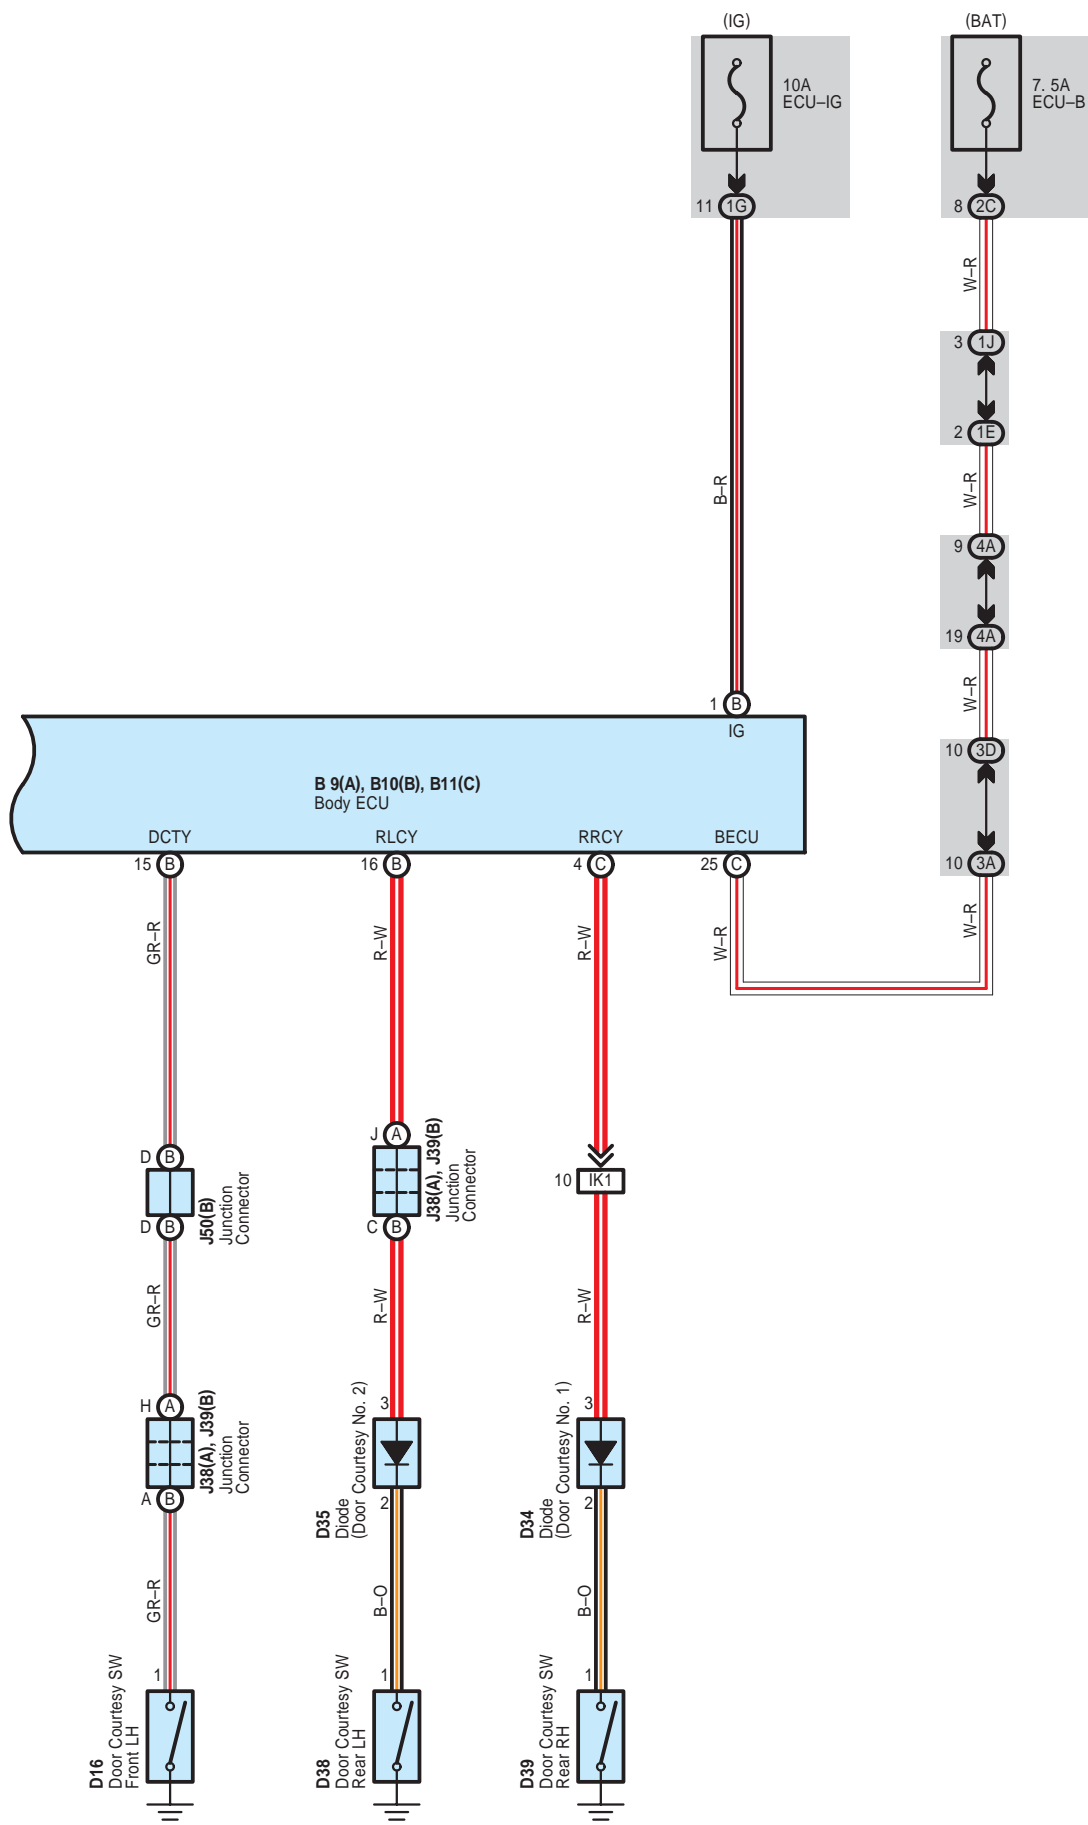 (IG)
(BAT)
10A
ECU–IG
7. 5A
ECU–B
11 1G
8 2C
W–R
3 1J
2 1E
B–R
W–R
9 4A
19 4A
W–R
1 B
IG
10 3D
B 9(A), B10(B), B11(C)
Body ECU
DCTY
RLCY
RRCY
BECU
15 B
16 B
4 C
25 C
10 3A
GR–R
R–W
R–W
W–R
W–R
D B
J50(B)
Junction
Connector
D B
J A
J38(A), J39(B)
Junction
Connector
C B
10 IK1
GR–R
R–W
R–W
H A
J38(A), J39(B)
Junction
Connector
A B
3
D35
Diode
(Door Courtesy No. 2)
2
3
D34
Diode
(Door Courtesy No. 1)
2
GR–R
B–O
B–O
1
D16
Door Courtesy SW
Front LH
1
D38
Door Courtesy SW
Rear LH
1
D39
Door Courtesy SW
Rear RH